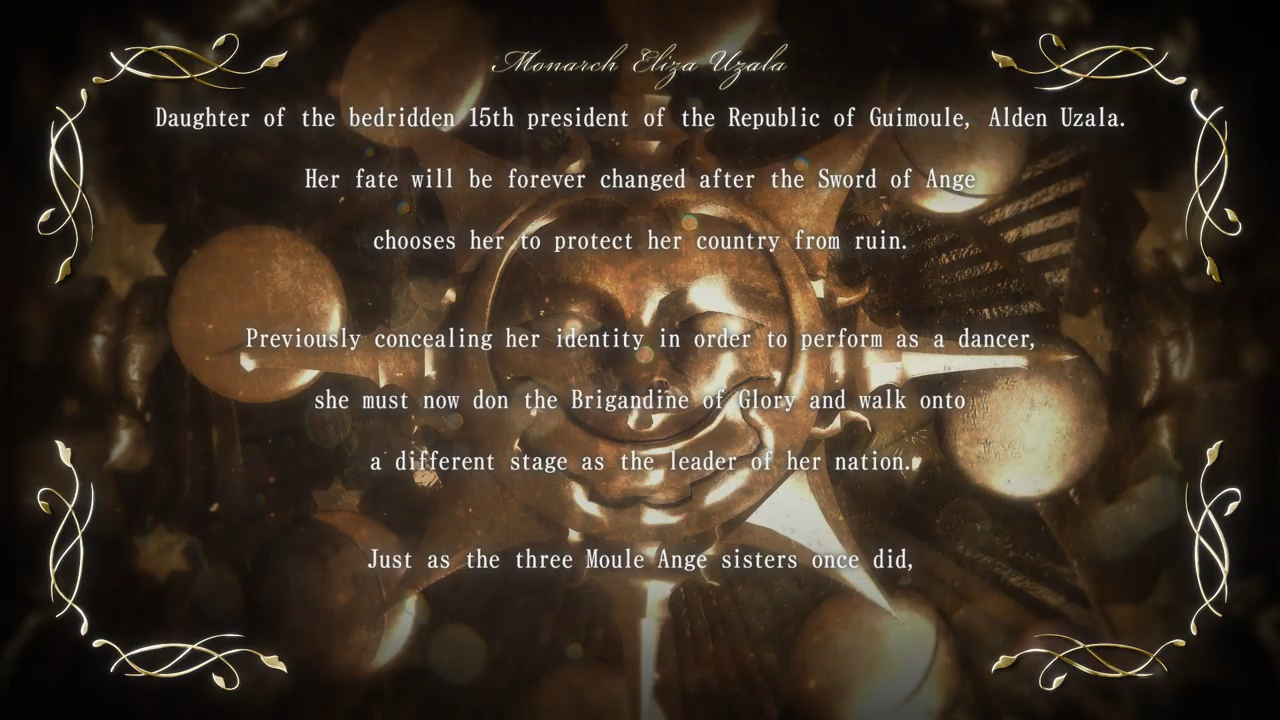 Monarch Eliza Uzala
Daughter of the bedridden 15th president of the Republic of Guimoule, Alden Uzala.
Her fate will be forever changed after the Sword of Ange
chooses her to protect her country from ruin.
Previously concealing her identity in order to perform as a dancer,
she must now don the Brigandine of Glory and walk onto
a different stage as the leader of her nation.
Just as the three Moule Ange sisters once did,